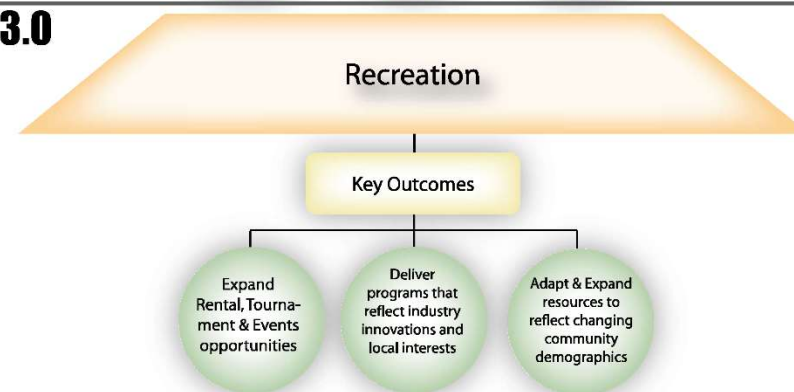 3.0
Recreation
Key Outcomes
Expand
Rental, Tourna-
ment & Events
opportunities
Deliver
programs that
reflect industry
innovations and
local interests
Adapt & Expand
resources to
reflect changing
community
demographics